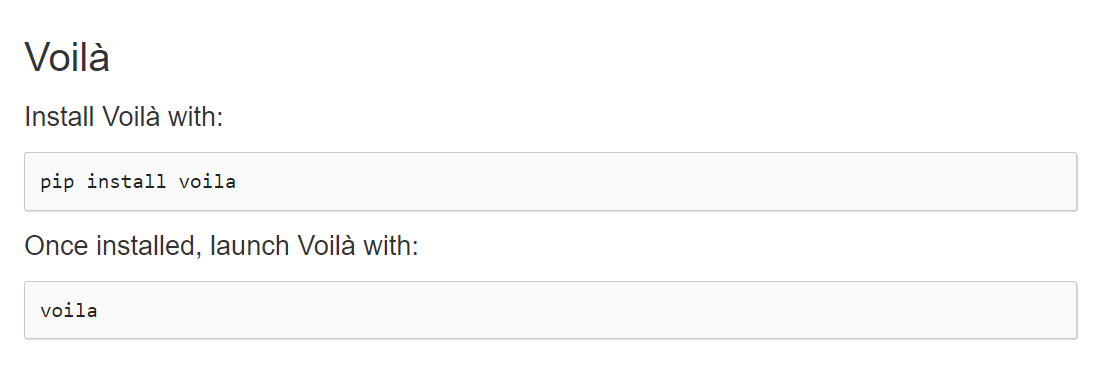 Voilà
Install Voilà with:
pip install voila
Once installed, launch Voilà with:
voila